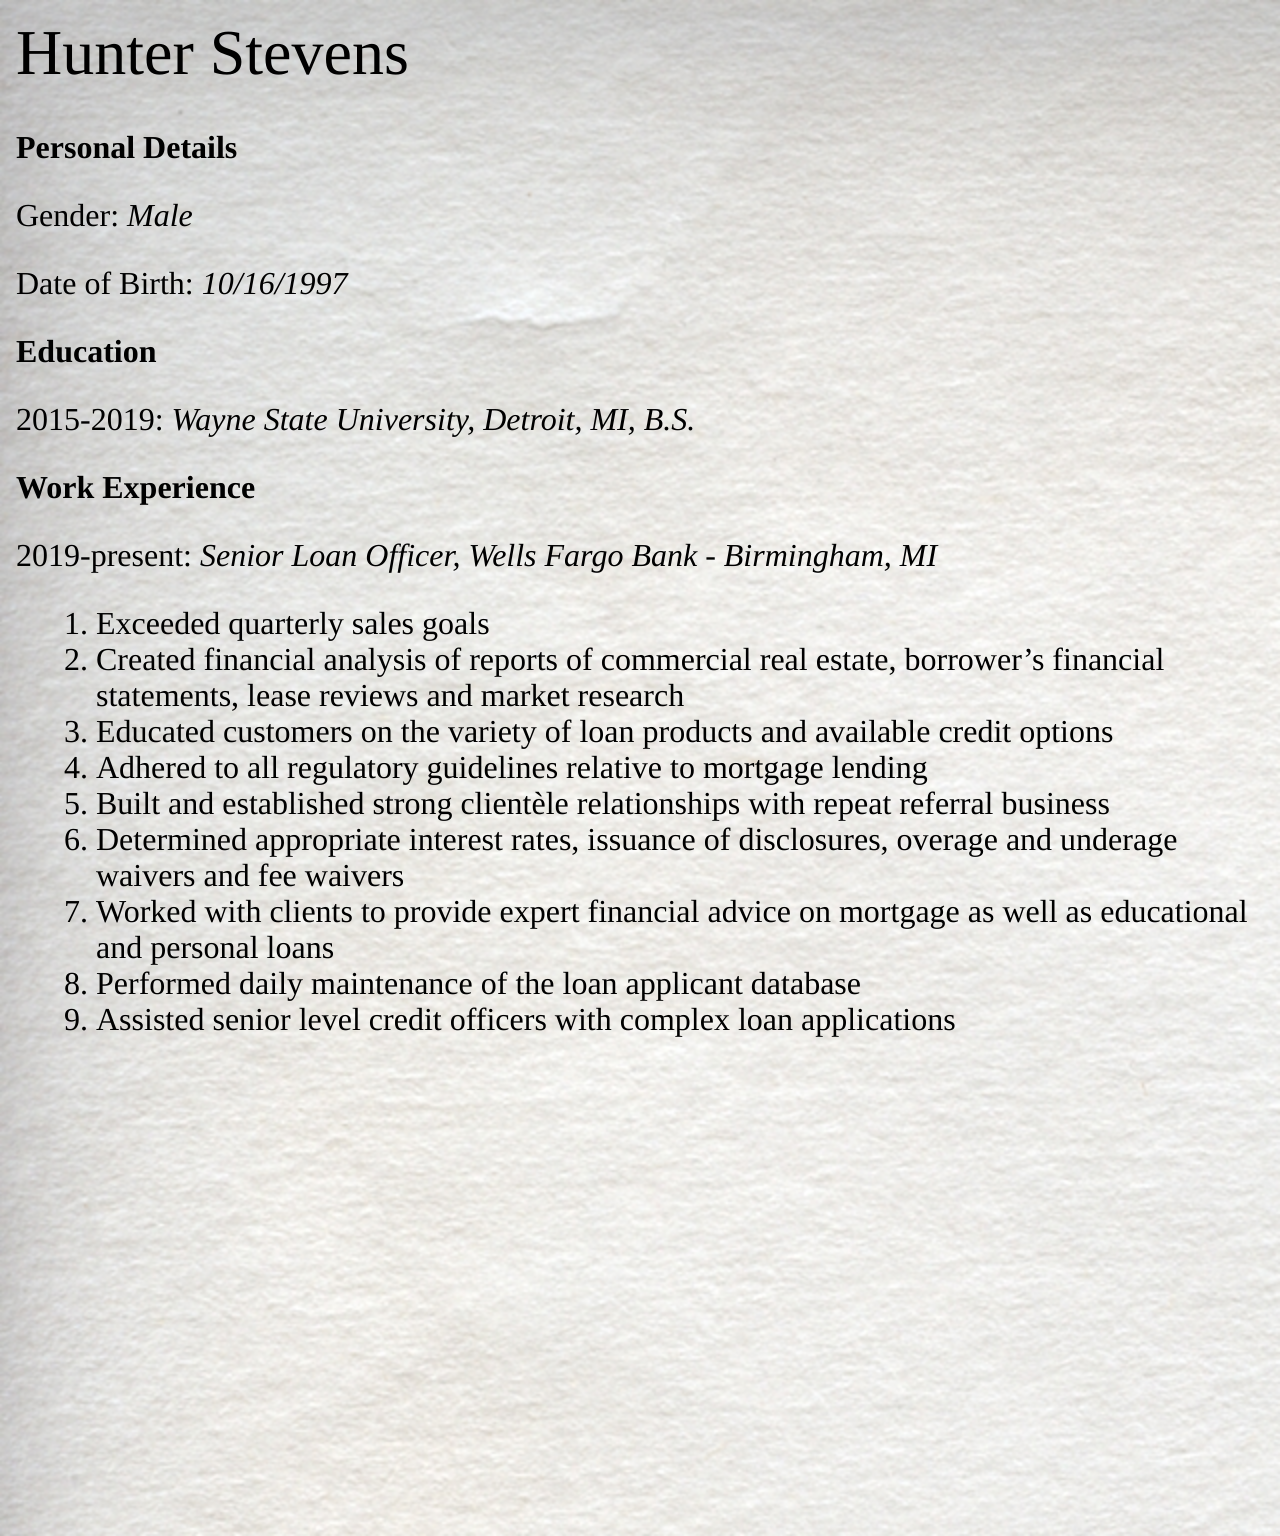 Hunter Stevens
Personal Details
Gender: Male
Date of Birth: 10/16/1997
Education
2015-2019: Wayne State University, Detroit, MI, B.S.
Work Experience
2019-present: Senior Loan Officer, Wells Fargo Bank - Birmingham, MI
1. Exceeded quarterly sales goals
2. Created financial analysis of reports of commercial real estate, borrower’s financial
statements, lease reviews and market research
3. Educated customers on the variety of loan products and available credit options
4. Adhered to all regulatory guidelines relative to mortgage lending
5. Built and established strong clientèle relationships with repeat referral business
6. Determined appropriate interest rates, issuance of disclosures, overage and underage
waivers and fee waivers
7. Worked with clients to provide expert financial advice on mortgage as well as educational
and personal loans
8. Performed daily maintenance of the loan applicant database
9. Assisted senior level credit officers with complex loan applications